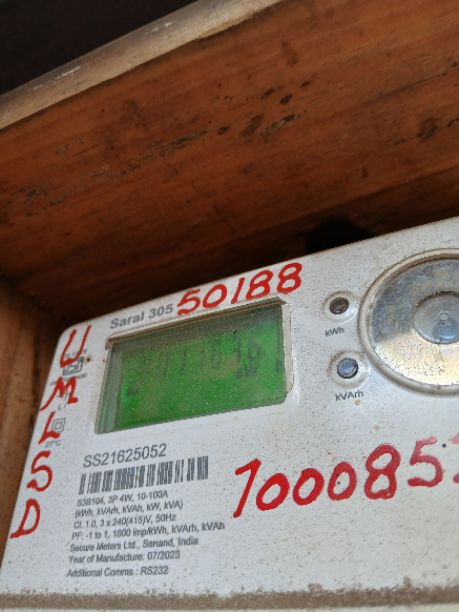 Saral 305
50188
U
M
L
S
D
kWh
kVArh
SS21625052
S3B104, 3P 4W, 10-100A
(kWh, kVArh, kVAh, kW, kVA)
Cl. 1.0, 3 x 240(415)V, 50Hz
PF: -1 to 1, 1600 imp/kWh, kVArh, kVAh
Secure Meters Ltd., Sanand, India
Year of Manufacture: 07/2023
Additional Comms : RS232
7000853